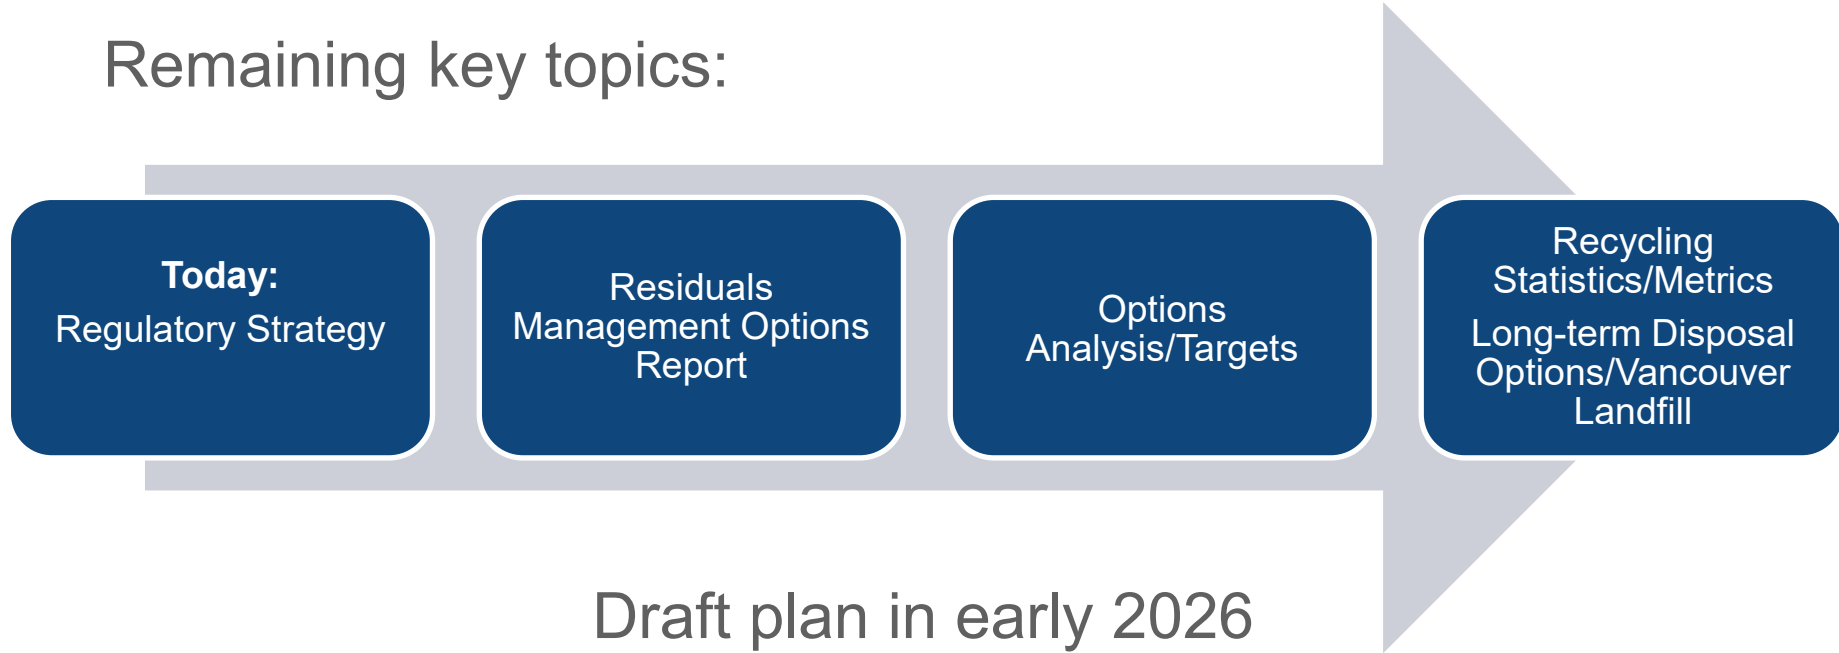 Remaining key topics:
Today:
Regulatory Strategy
Residuals
Management Options
Report
Options
Analysis/Targets
Recycling
Statistics/Metrics
Long-term Disposal
Options/Vancouver
Landfill
Draft plan in early 2026